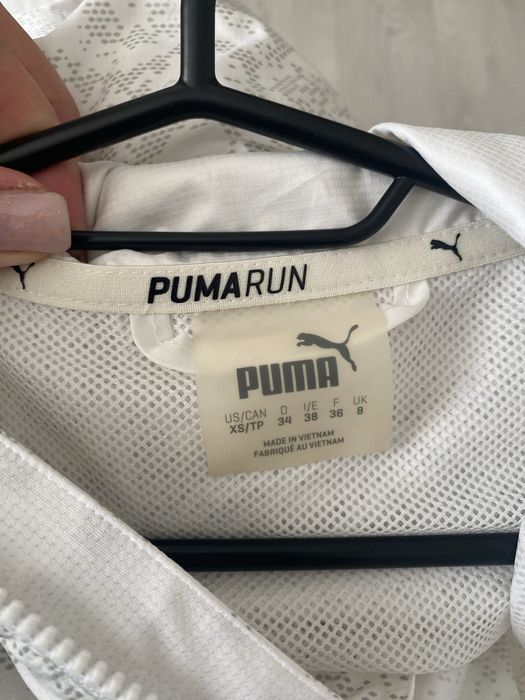 PUMARUN
PUMA
US/CAN D I/E F UK
XS/TP 34 38 36 8
MADE IN VIETNAM
FABRIQUÉ AU VIETNAM